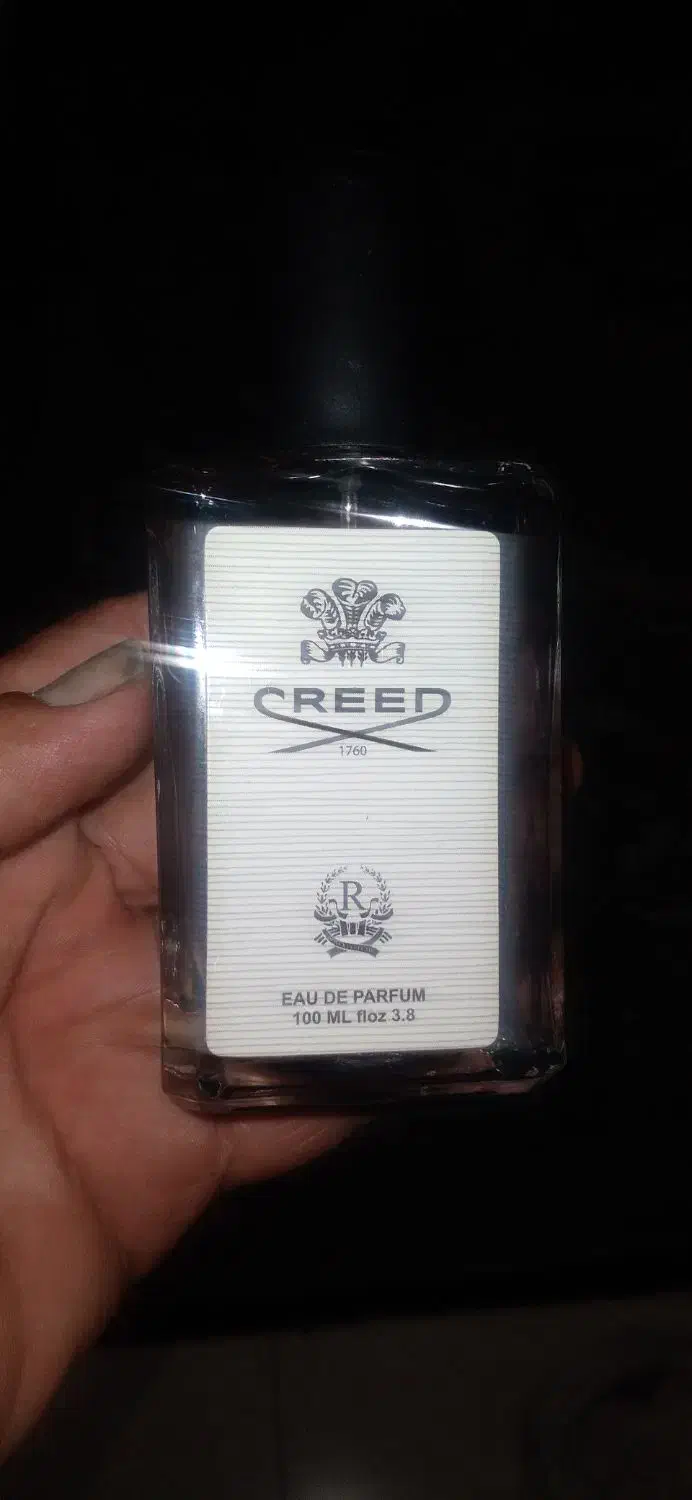 CREED
1760
R
EAU DE PARFUM
100 ML floz 3.8